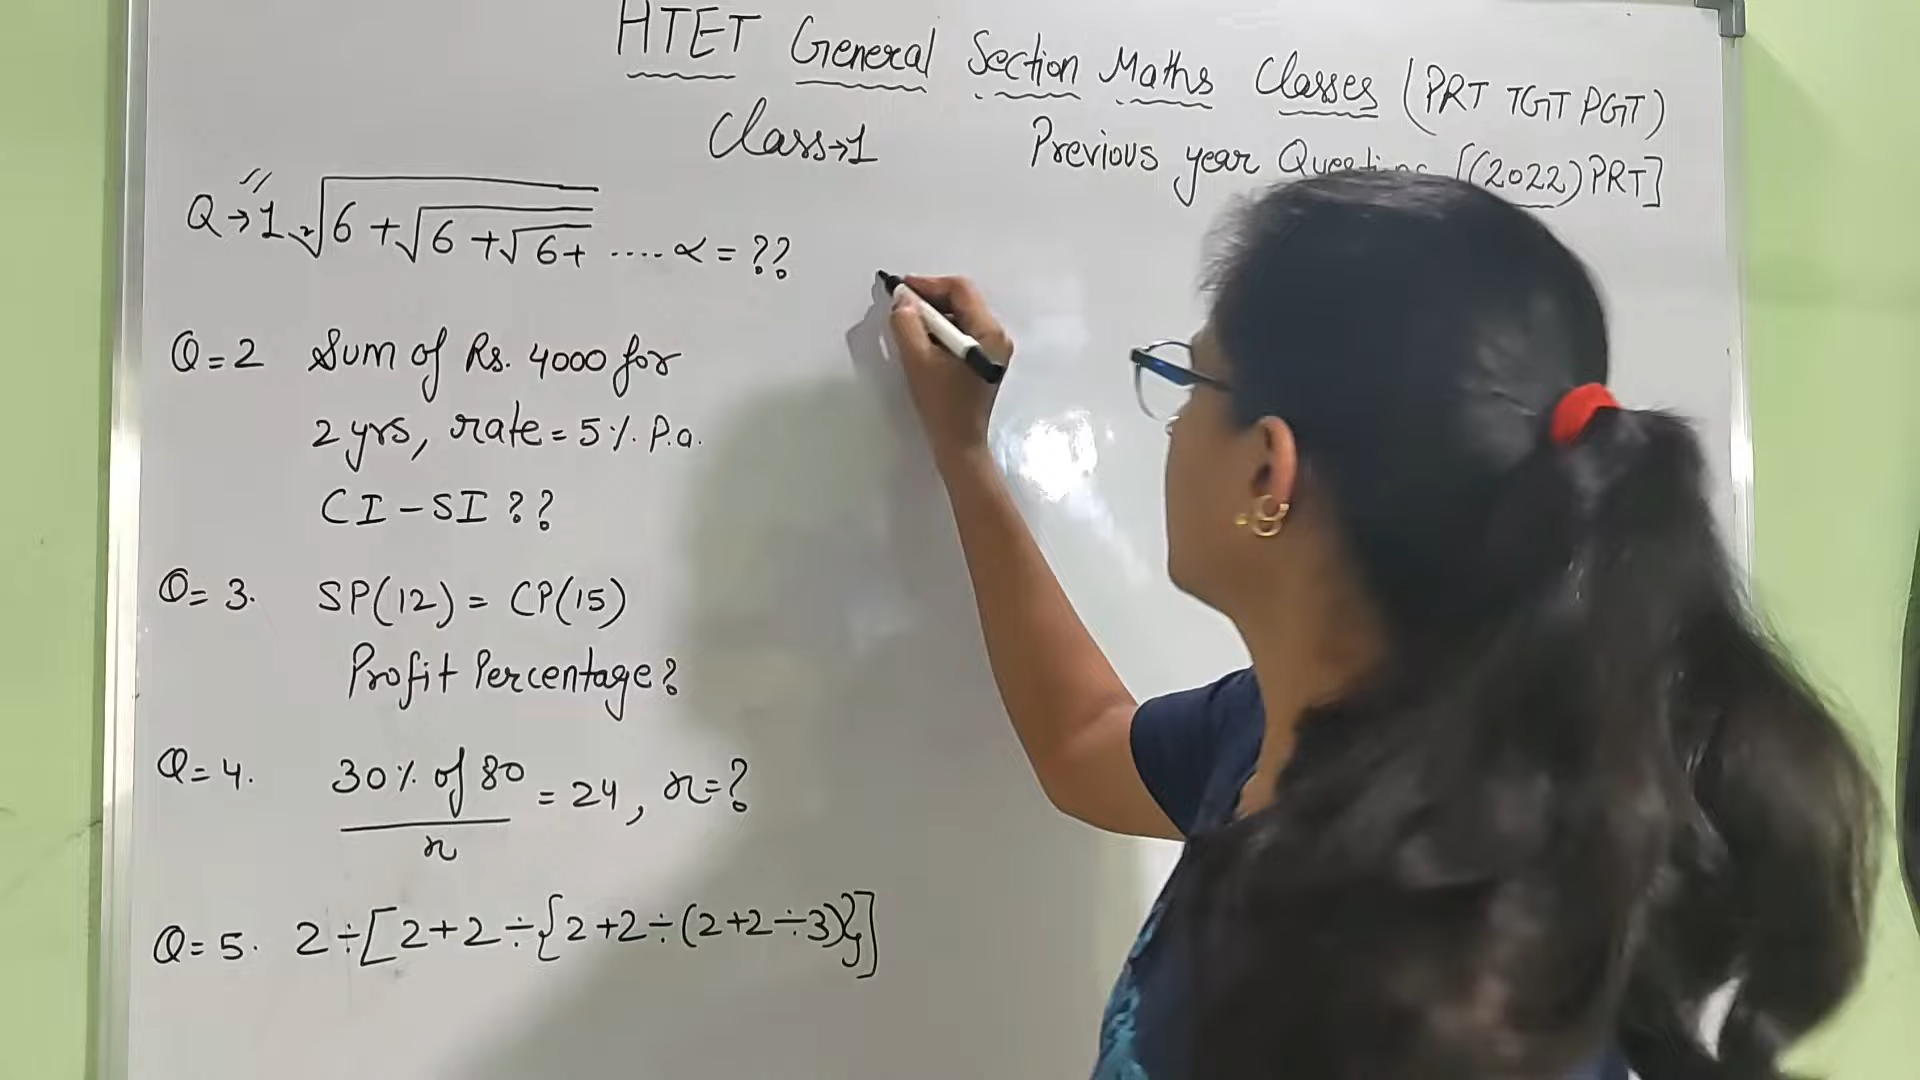 HTET General Section Maths Classes (PRT TGT PGT)
Class→1
Previous year [(2022)PRT]
Q→1. ²√6 + √6 + √6+ .... ∝ = ??
Q=2 Sum of Rs. 4000 for
2 yrs, rate = 5%. P.a.
CI - SI ??
Q= 3. SP(12) = CP(15)
Profit Percentage?
Q= 4. 30% of 80 = 24, x=?
x
Q= 5. 2÷[2+2÷{2+2÷(2+2÷3)}]